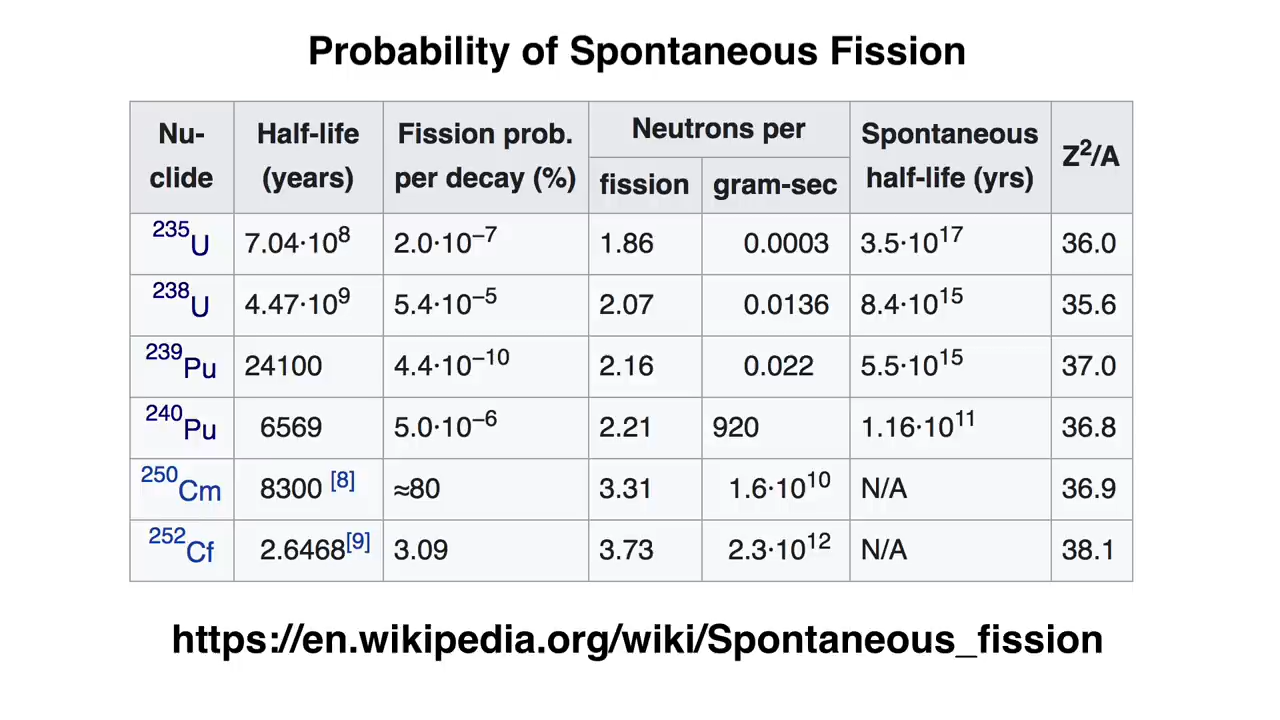 Probability of Spontaneous Fission
Nu-
clide
Half-life
(years)
Fission prob.
per decay (%)
Neutrons per
fission
gram-sec
Spontaneous
half-life (yrs)
Z²/A
²³⁵U 7.04·10⁸ 2.0·10⁻⁷ 1.86 0.0003 3.5·10¹⁷ 36.0
²³⁸U 4.47·10⁹ 5.4·10⁻⁵ 2.07 0.0136 8.4·10¹⁵ 35.6
²³⁹Pu 24100 4.4·10⁻¹⁰ 2.16 0.022 5.5·10¹⁵ 37.0
²⁴⁰Pu 6569 5.0·10⁻⁶ 2.21 920 1.16·10¹¹ 36.8
²⁵⁰Cm 8300 [8] ≈80 3.31 1.6·10¹⁰ N/A 36.9
²⁵²Cf 2.6468[9] 3.09 3.73 2.3·10¹² N/A 38.1
https://en.wikipedia.org/wiki/Spontaneous_fission